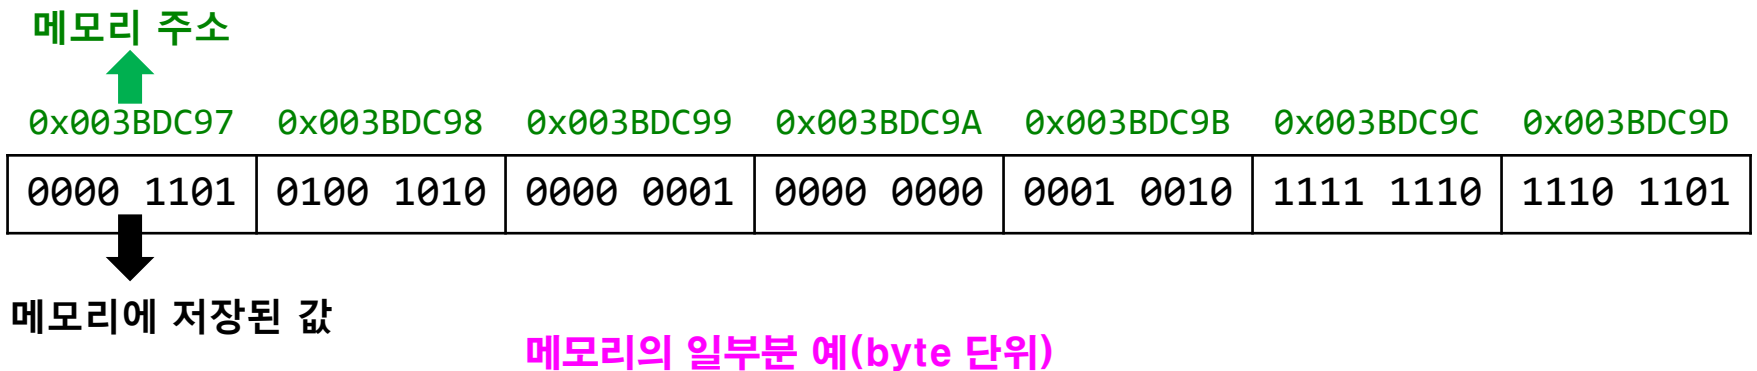 메모리 주소
0x003BDC97 0x003BDC98 0x003BDC99 0x003BDC9A 0x003BDC9B 0x003BDC9C 0x003BDC9D
0000 1101 0100 1010 0000 0001 0000 0000 0001 0010 1111 1110 1110 1101
메모리에 저장된 값
메모리의 일부분 예(byte 단위)